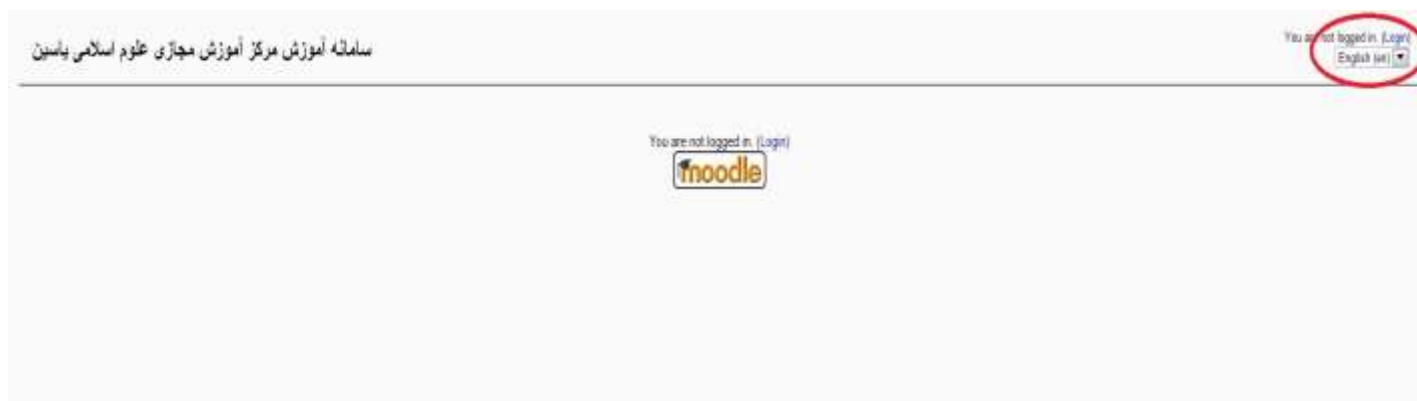 سامانه آموزش مرکز آموزش مجازی علوم اسلامی یاسین
You are not logged in. (Login)
English (en)
You are not logged in. (Login)
moodle